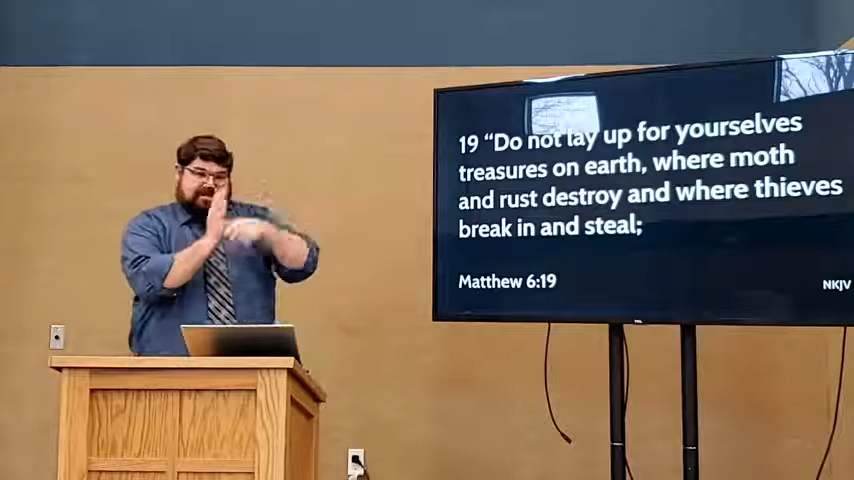 19 “Do not lay up for yourselves
treasures on earth, where moth
and rust destroy and where thieves
break in and steal;
Matthew 6:19
NKJV
TCL